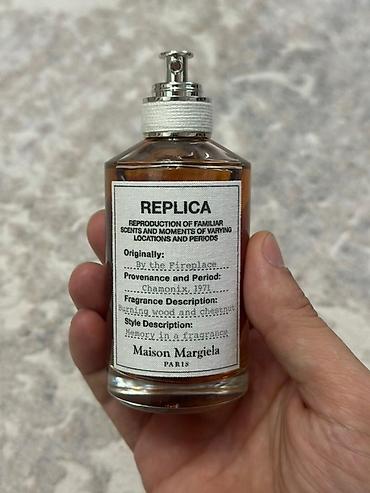 REPLICA
REPRODUCTION OF FAMILIAR
SCENTS AND MOMENTS OF VARYING
LOCATIONS AND PERIODS
Originally:
By the Fireplace
Provenance and Period:
Chamonix, 1971
Fragrance Description:
Burning wood and chestnut
Style Description:
Memory in a fragrance
Maison Margiela
PARIS